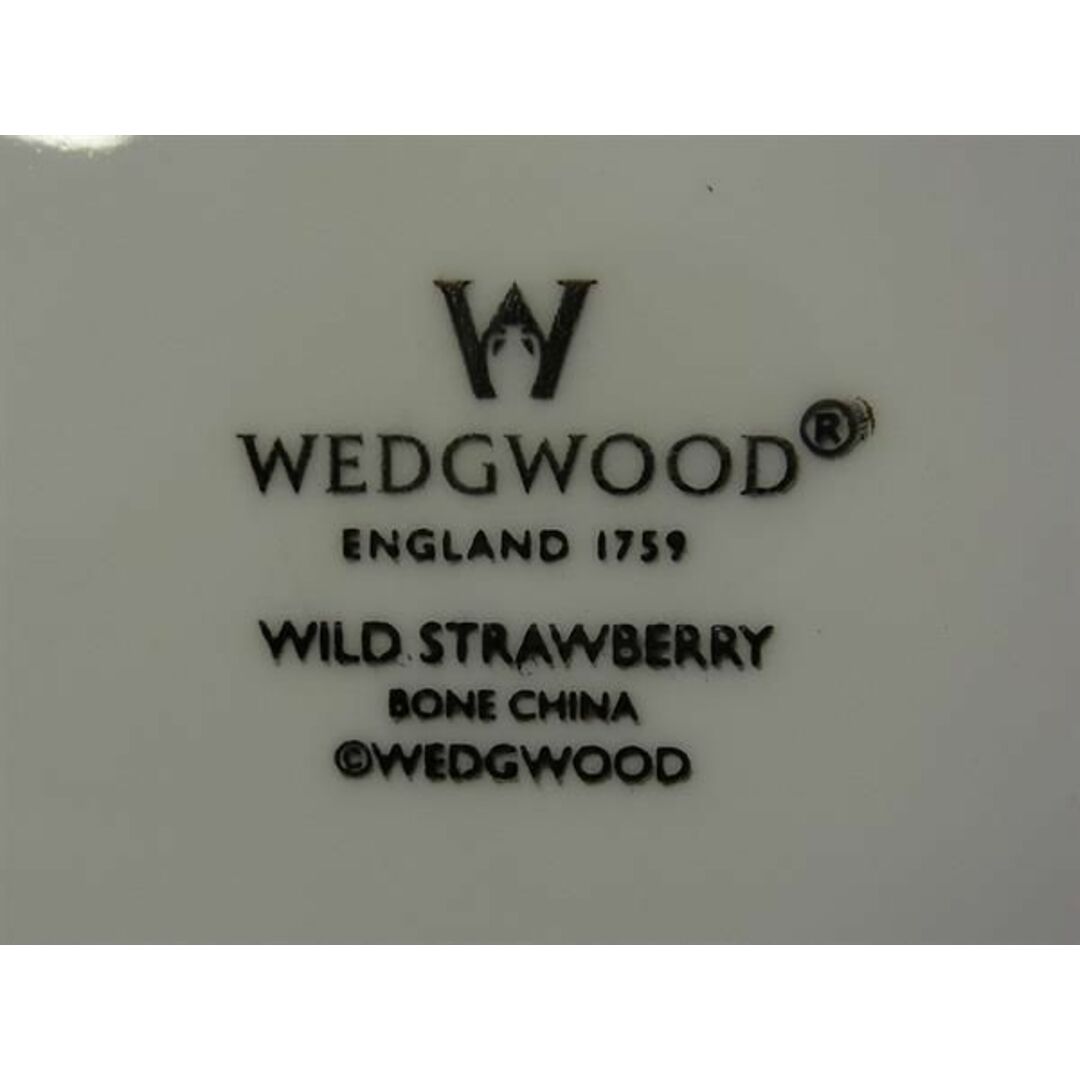 W
WEDGWOOD®
ENGLAND 1759
WILD STRAWBERRY
BONE CHINA
©WEDGWOOD